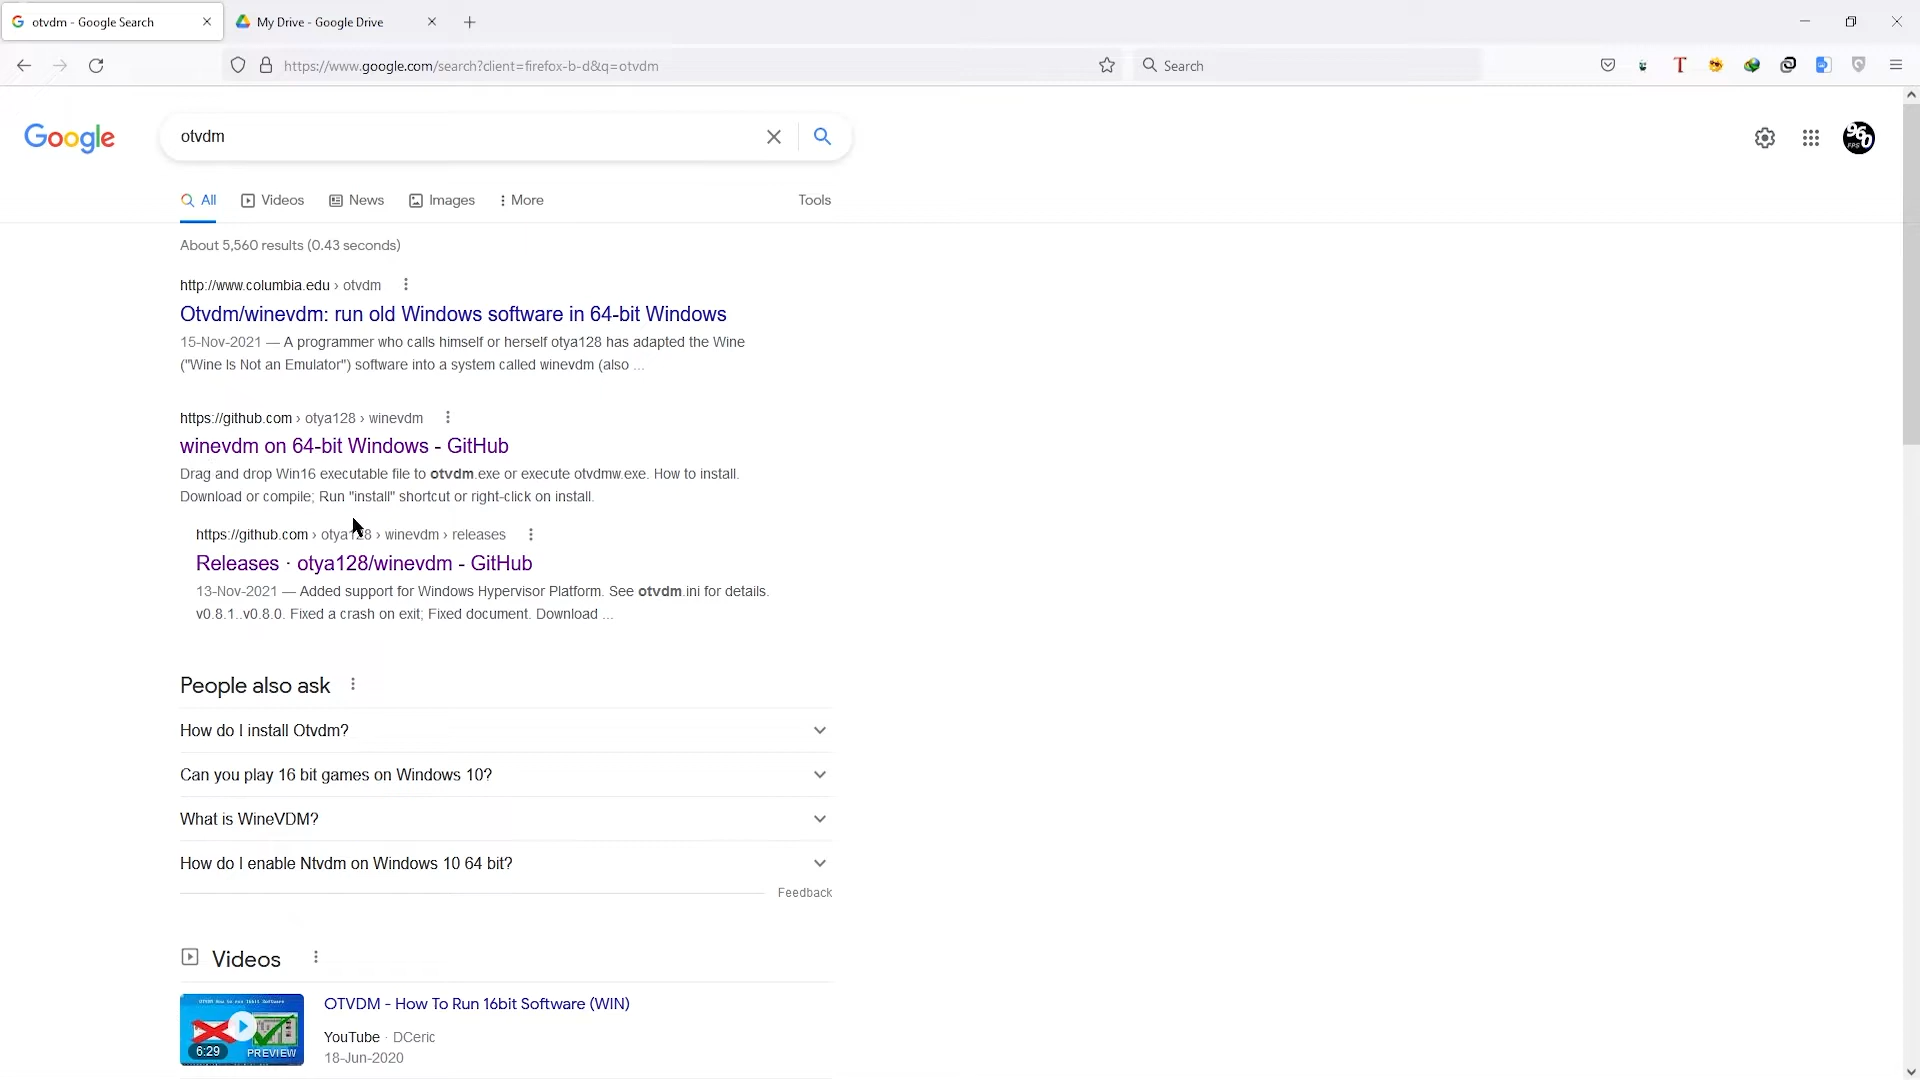 otvdm - Google Search
My Drive - Google Drive
https://www.google.com/search?client=firefox-b-d&q=otvdm
Search
Google
otvdm
960
FPS
All
Videos
News
Images
More
Tools
About 5,560 results (0.43 seconds)
http://www.columbia.edu › otvdm
Otvdm/winevdm: run old Windows software in 64-bit Windows
15-Nov-2021 — A programmer who calls himself or herself otya128 has adapted the Wine
("Wine Is Not an Emulator") software into a system called winevdm (also ...
https://github.com › otya128 › winevdm
winevdm on 64-bit Windows - GitHub
Drag and drop Win16 executable file to otvdm.exe or execute otvdmw.exe. How to install.
Download or compile; Run "install" shortcut or right-click on install.
https://github.com › otya128 › winevdm › releases
Releases · otya128/winevdm - GitHub
13-Nov-2021 — Added support for Windows Hypervisor Platform. See otvdm.ini for details.
v0.8.1..v0.8.0. Fixed a crash on exit; Fixed document. Download ...
People also ask
How do I install Otvdm?
Can you play 16 bit games on Windows 10?
What is WineVDM?
How do I enable Ntvdm on Windows 10 64 bit?
Feedback
Videos
OTVDM How to run 16bit Software
6:29
PREVIEW
OTVDM - How To Run 16bit Software (WIN)
YouTube · DCeric
18-Jun-2020